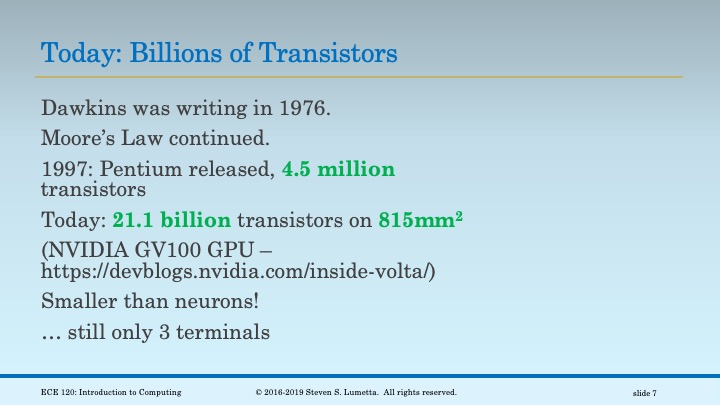 Today: Billions of Transistors
Dawkins was writing in 1976.
Moore’s Law continued.
1997: Pentium released, 4.5 million
transistors
Today: 21.1 billion transistors on 815mm²
(NVIDIA GV100 GPU –
https://devblogs.nvidia.com/inside-volta/)
Smaller than neurons!
… still only 3 terminals
ECE 120: Introduction to Computing © 2016-2019 Steven S. Lumetta. All rights reserved. slide 7